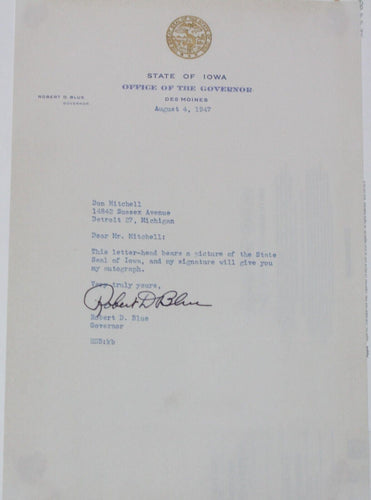 STATE OF IOWA
OFFICE OF THE GOVERNOR
DES MOINES
ROBERT D. BLUE
GOVERNOR
August 4, 1947
Don Mitchell
14842 Sussex Avenue
Detroit 27, Michigan
Dear Mr. Mitchell:
This letter-head bears a picture of the State
Seal of Iowa, and my signature will give you
my autograph.
Very truly yours,
Robert D Blue
Robert D. Blue
Governor
RDB:kb